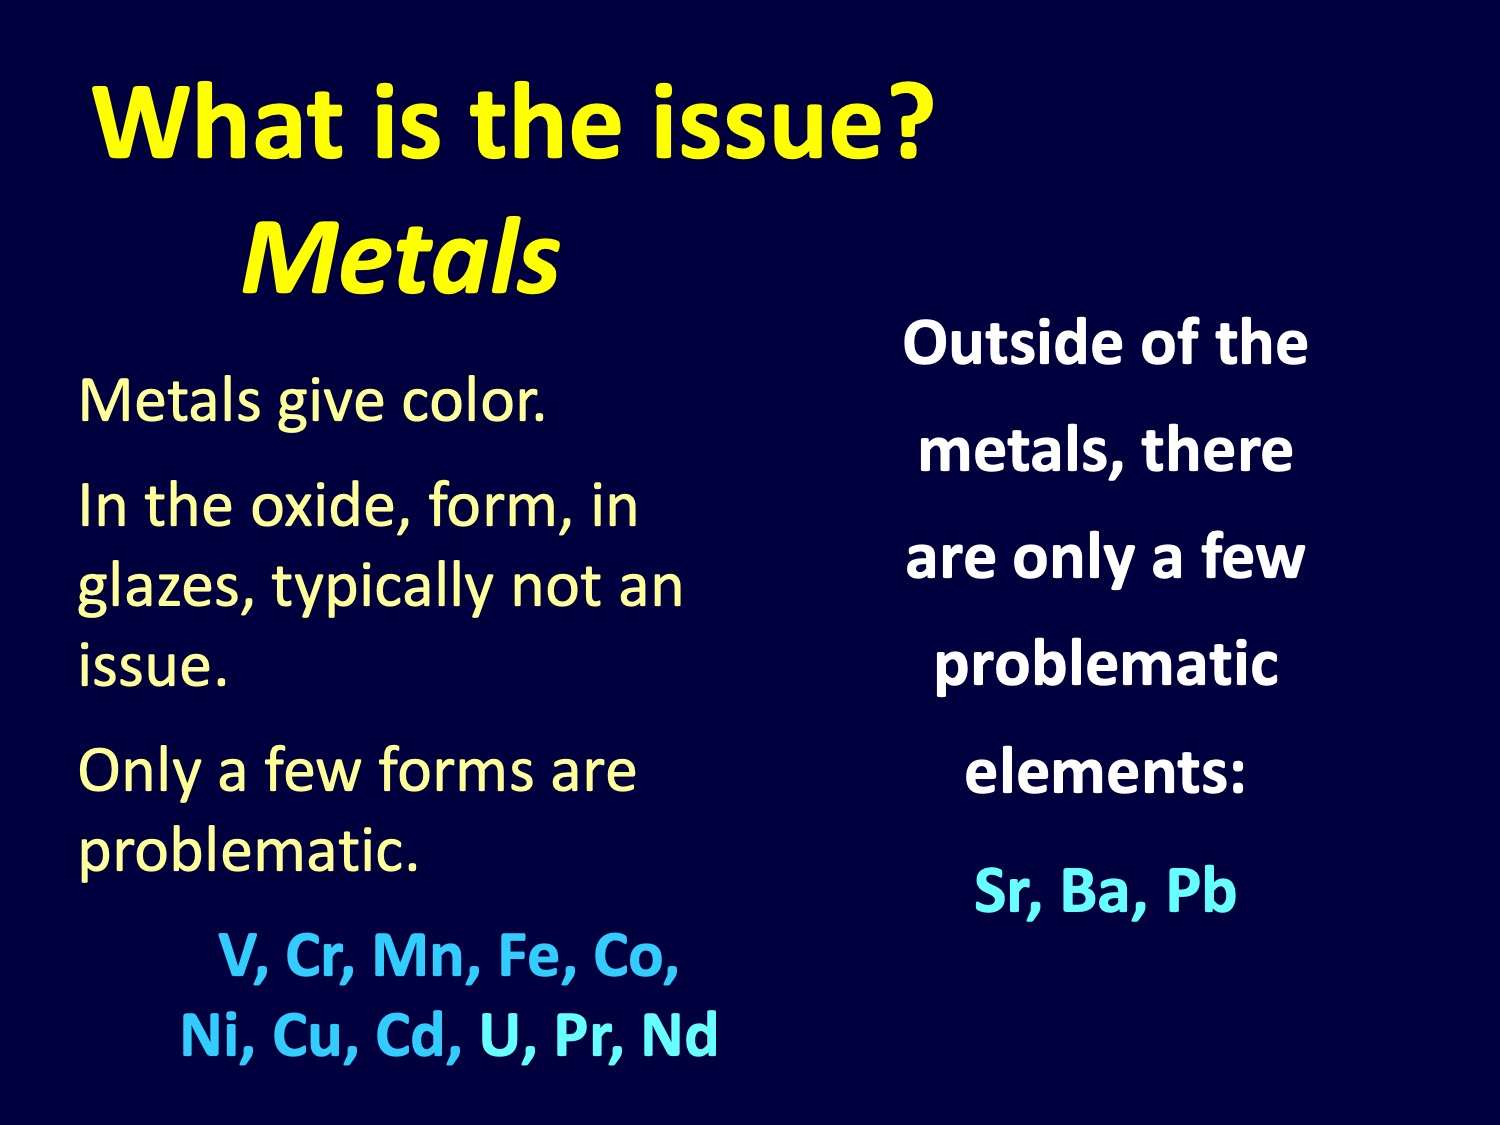 What is the issue?
Metals
Metals give color.
In the oxide, form, in
glazes, typically not an
issue.
Only a few forms are
problematic.
V, Cr, Mn, Fe, Co,
Ni, Cu, Cd, U, Pr, Nd
Outside of the
metals, there
are only a few
problematic
elements:
Sr, Ba, Pb